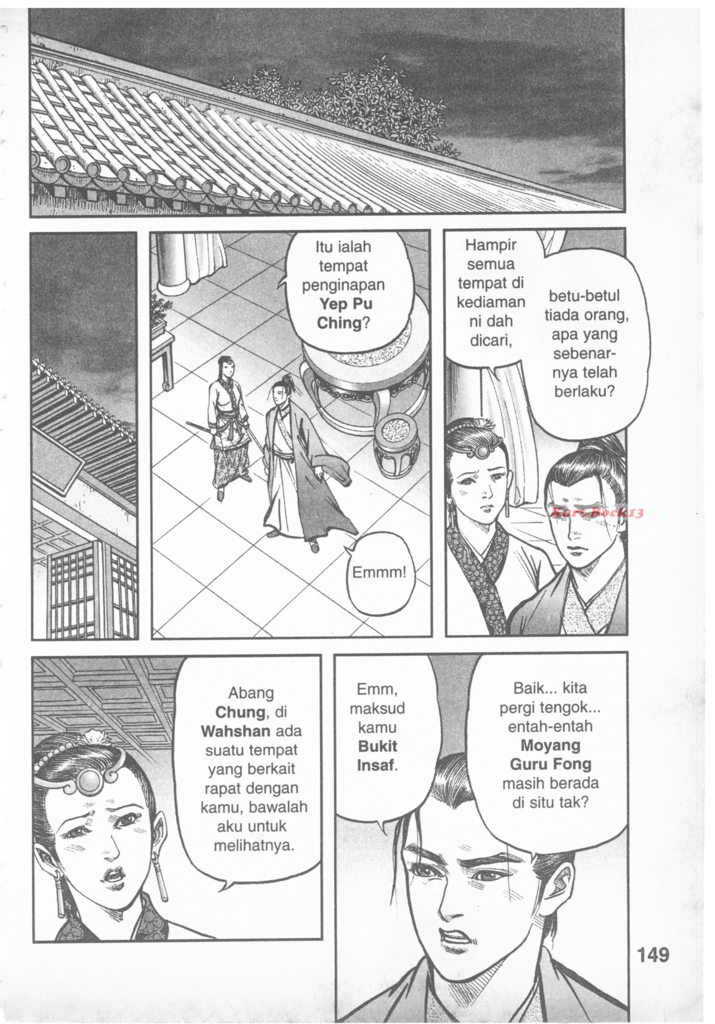 Itu ialah
tempat
penginapan
Yep Pu
Ching?
Emmm!
Hampir
semua
tempat di
kediaman
ni dah
dicari,
betu-betul
tiada orang,
apa yang
sebenar-
nya telah
berlaku?
Kurt Rock13
Abang
Chung, di
Wahshan ada
suatu tempat
yang berkait
rapat dengan
kamu, bawalah
aku untuk
melihatnya.
Emm,
maksud
kamu
Bukit
Insaf.
Baik... kita
pergi tengok...
entah-entah
Moyang
Guru Fong
masih berada
di situ tak?
149